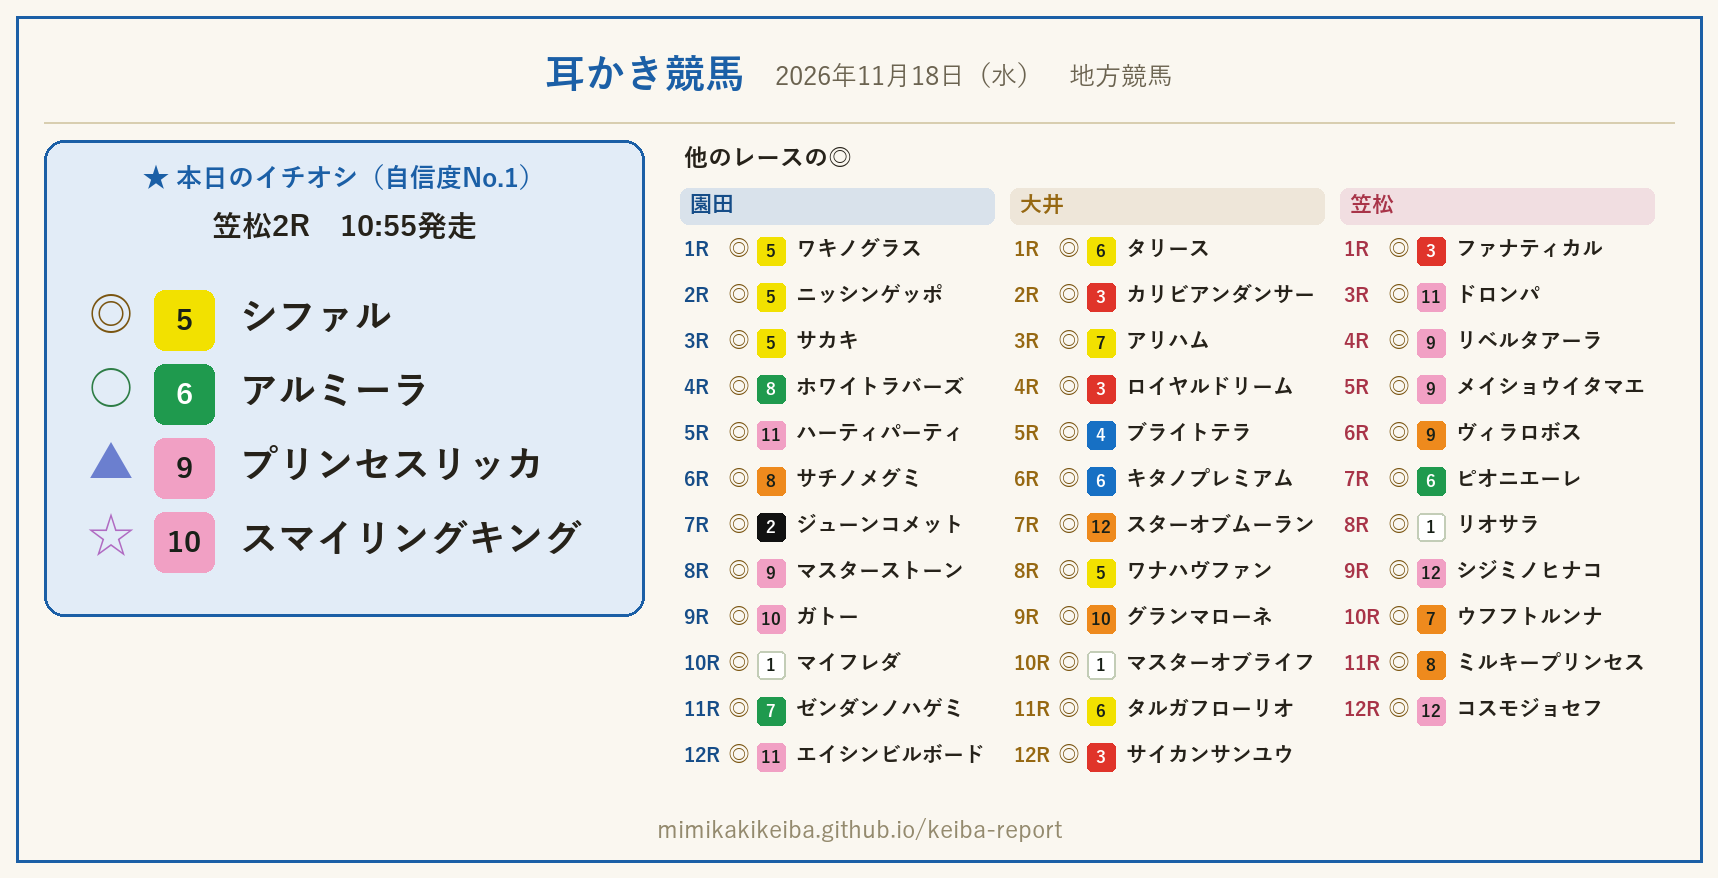 耳かき競馬 2026年11月18日（水） 地方競馬
★ 本日のイチオシ（自信度No.1）
笠松2R 10:55発走
◎ 5 シファル
○ 6 アルミーラ
▲ 9 プリンセスリッカ
☆ 10 スマイリングキング
他のレースの◎
園田
1R ◎ 5 ワキノグラス
2R ◎ 5 ニッシンゲッポ
3R ◎ 5 サカキ
4R ◎ 8 ホワイトラバーズ
5R ◎ 11 ハーティパーティ
6R ◎ 8 サチノメグミ
7R ◎ 2 ジューンコメット
8R ◎ 9 マスターストーン
9R ◎ 10 ガトー
10R ◎ 1 マイフレダ
11R ◎ 7 ゼンダンノハゲミ
12R ◎ 11 エイシンビルボード
大井
1R ◎ 6 タリース
2R ◎ 3 カリビアンダンサー
3R ◎ 7 アリハム
4R ◎ 3 ロイヤルドリーム
5R ◎ 4 ブライトテラ
6R ◎ 6 キタノプレミアム
7R ◎ 12 スターオブムーラン
8R ◎ 5 ワナハヴファン
9R ◎ 10 グランマローネ
10R ◎ 1 マスターオブライフ
11R ◎ 6 タルガフローリオ
12R ◎ 3 サイカンサンユウ
笠松
1R ◎ 3 ファナティカル
3R ◎ 11 ドロンパ
4R ◎ 9 リベルタアーラ
5R ◎ 9 メイショウイタマエ
6R ◎ 9 ヴィラロボス
7R ◎ 6 ピオニエーレ
8R ◎ 1 リオサラ
9R ◎ 12 シジミノヒナコ
10R ◎ 7 ウフフトルンナ
11R ◎ 8 ミルキープリンセス
12R ◎ 12 コスモジョセフ
mimikakikeiba.github.io/keiba-report